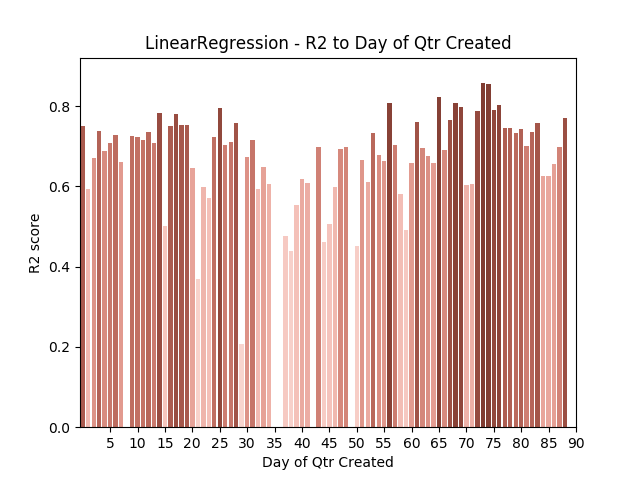 LinearRegression - R2 to Day of Qtr Created
R2 score
0.8
0.6
0.4
0.2
0.0
5 10 15 20 25 30 35 40 45 50 55 60 65 70 75 80 85 90
Day of Qtr Created